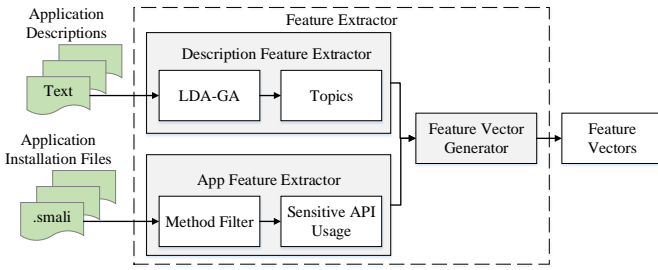 Application
Descriptions
Feature Extractor
Description Feature Extractor
Text
LDA-GA
Topics
Application
Installation Files
Feature Vector
Generator
Feature
Vectors
App Feature Extractor
.smali
Method Filter
Sensitive API
Usage